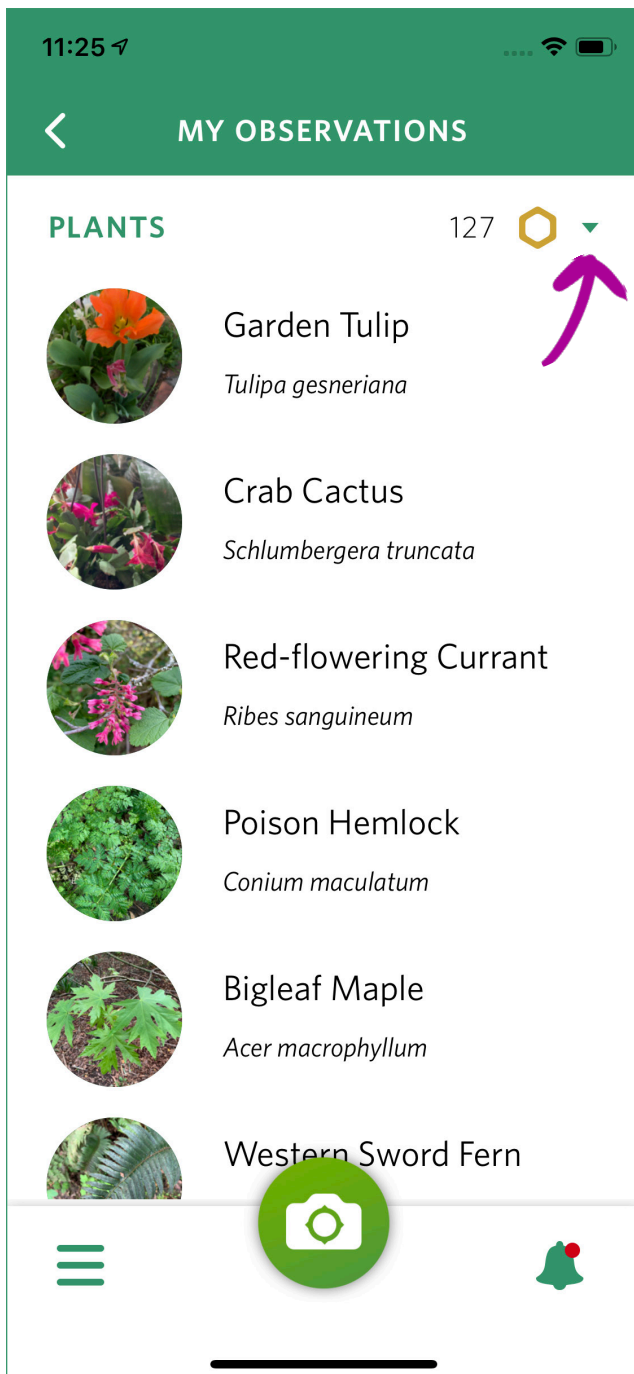 11:25
MY OBSERVATIONS
PLANTS 127
Garden Tulip
Tulipa gesneriana
Crab Cactus
Schlumbergera truncata
Red-flowering Currant
Ribes sanguineum
Poison Hemlock
Conium maculatum
Bigleaf Maple
Acer macrophyllum
Western Sword Fern